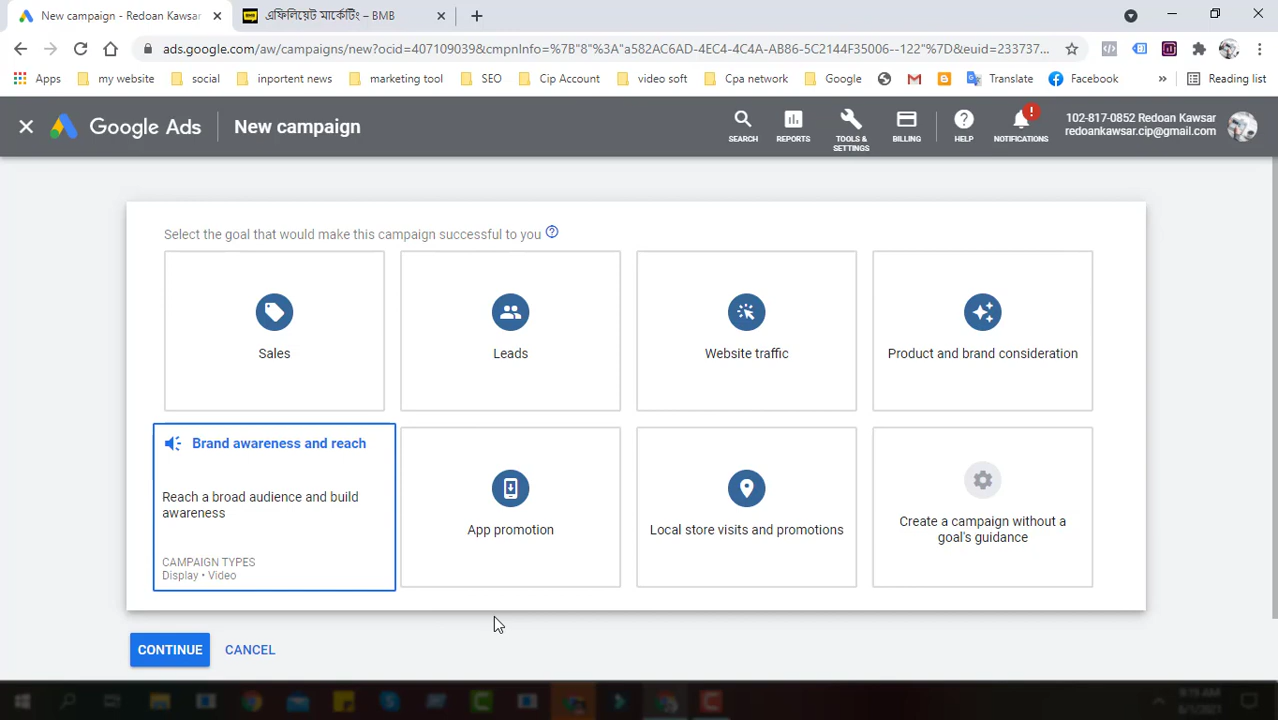 New campaign - Redoan Kawsar
এফিলিয়েট মার্কেটিং – BMB
ads.google.com/aw/campaigns/new?ocid=407109039&cmpnInfo=%7B"8"%3A"a582AC6AD-4EC4-4C4A-AB86-5C2144F35006--122"%7D&euid=233737...
Apps my website social inportent news marketing tool SEO Cip Account video soft Cpa network Google Translate Facebook » Reading list
Google Ads New campaign
SEARCH REPORTS TOOLS & SETTINGS BILLING HELP NOTIFICATIONS
102-817-0852 Redoan Kawsar
redoankawsar.cip@gmail.com
Select the goal that would make this campaign successful to you
Sales
Leads
Website traffic
Product and brand consideration
Brand awareness and reach
Reach a broad audience and build
awareness
CAMPAIGN TYPES
Display • Video
App promotion
Local store visits and promotions
Create a campaign without a
goal's guidance
CONTINUE CANCEL